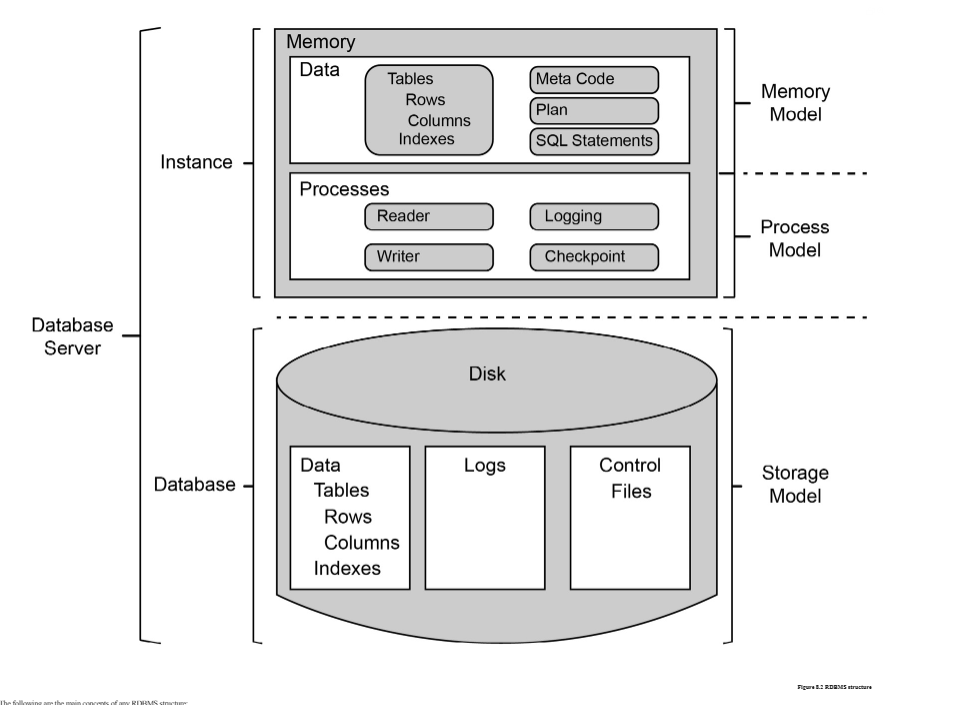 Memory
Data
Tables
Rows
Columns
Indexes
Meta Code
Plan
SQL Statements
Memory
Model
Instance
Processes
Reader
Logging
Writer
Checkpoint
Process
Model
Database
Server
Disk
Database
Data
Tables
Rows
Columns
Indexes
Logs
Control
Files
Storage
Model
Figure 8.2 RDBMS structure
The following are the main concepts of any RDBMS structure: